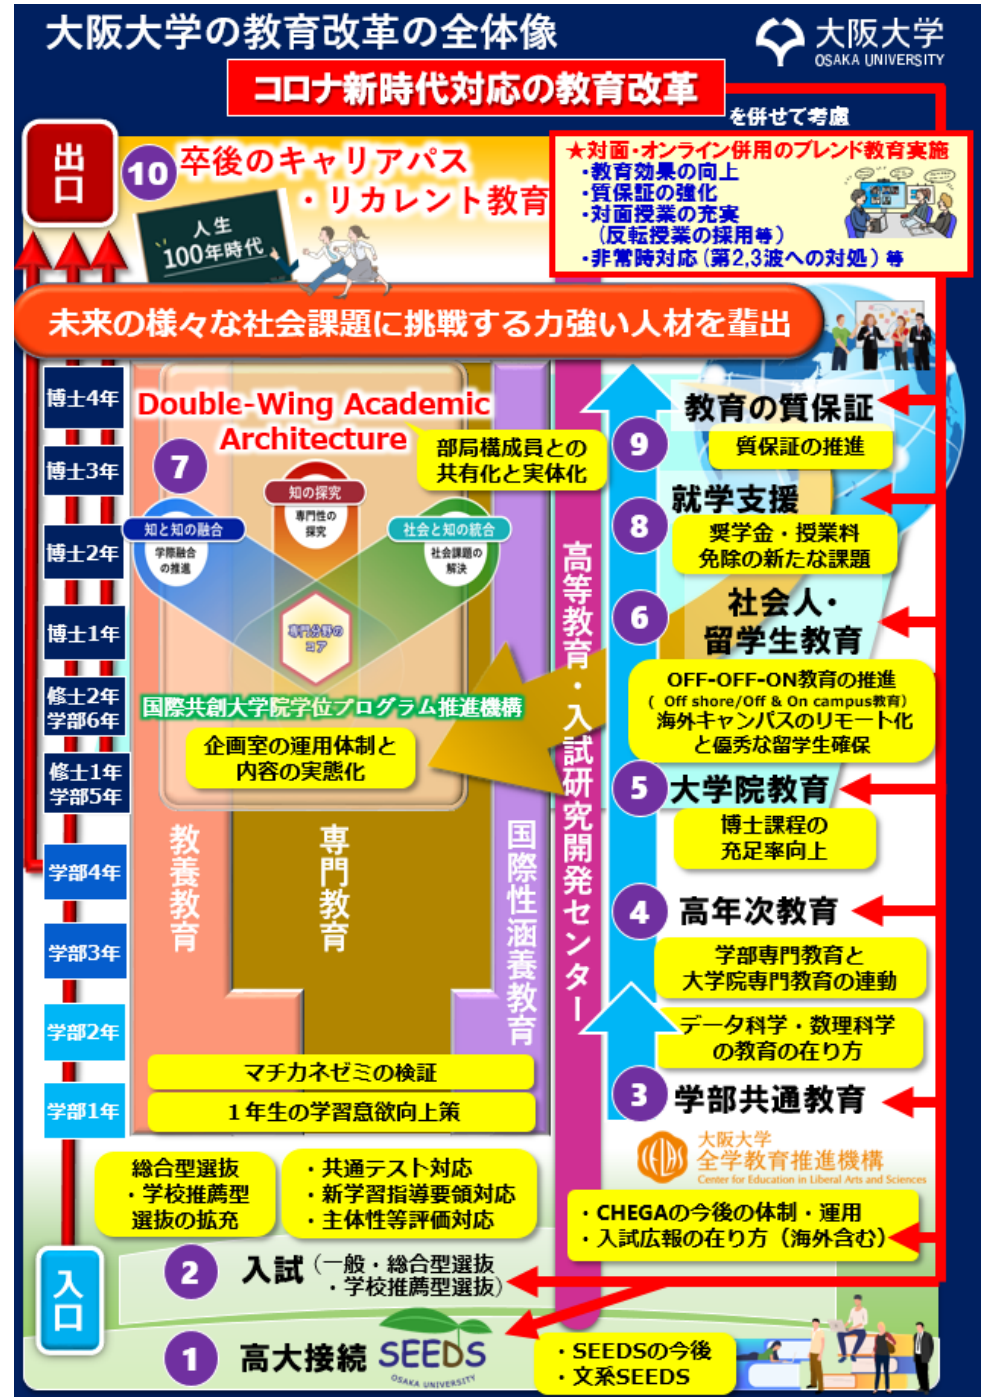 大阪大学の教育改革の全体像
大阪大学
OSAKA UNIVERSITY
コロナ新時代対応の教育改革
を併せて考慮
出口
10
卒後のキャリアパス
・リカレント教育
人生
100年時代
★対面・オンライン併用のブレンド教育実施
・教育効果の向上
・質保証の強化
・対面授業の充実
（反転授業の採用等）
・非常時対応（第2,3波への対処）等
未来の様々な社会課題に挑戦する力強い人材を輩出
博士4年
博士3年
博士2年
博士1年
修士2年
学部6年
修士1年
学部5年
学部4年
学部3年
学部2年
学部1年
Double-Wing Academic
Architecture
7
部局構成員との
共有化と実体化
知の探究
専門性の
探究
知と知の融合
学際融合
の推進
社会と知の統合
社会課題の
解決
専門分野の
コア
国際共創大学院学位プログラム推進機構
企画室の運用体制と
内容の実態化
教養教育
専門教育
国際性涵養教育
高等教育・入試研究開発センター
9
教育の質保証
質保証の推進
8
就学支援
奨学金・授業料
免除の新たな課題
6
社会人・
留学生教育
OFF-OFF-ON教育の推進
( Off shore/Off & On campus教育)
海外キャンパスのリモート化
と優秀な留学生確保
5
大学院教育
博士課程の
充足率向上
4
高年次教育
学部専門教育と
大学院専門教育の連動
データ科学・数理科学
の教育の在り方
3
学部共通教育
CELAS
大阪大学
全学教育推進機構
Center for Education in Liberal Arts and Sciences
マチカネゼミの検証
１年生の学習意欲向上策
総合型選抜
・学校推薦型
選抜の拡充
・共通テスト対応
・新学習指導要領対応
・主体性等評価対応
・CHEGAの今後の体制・運用
・入試広報の在り方（海外含む）
入口
2
入試（一般・総合型選抜
・学校推薦型選抜）
1
高大接続
SEEDS
OSAKA UNIVERSITY
・SEEDSの今後
・文系SEEDS